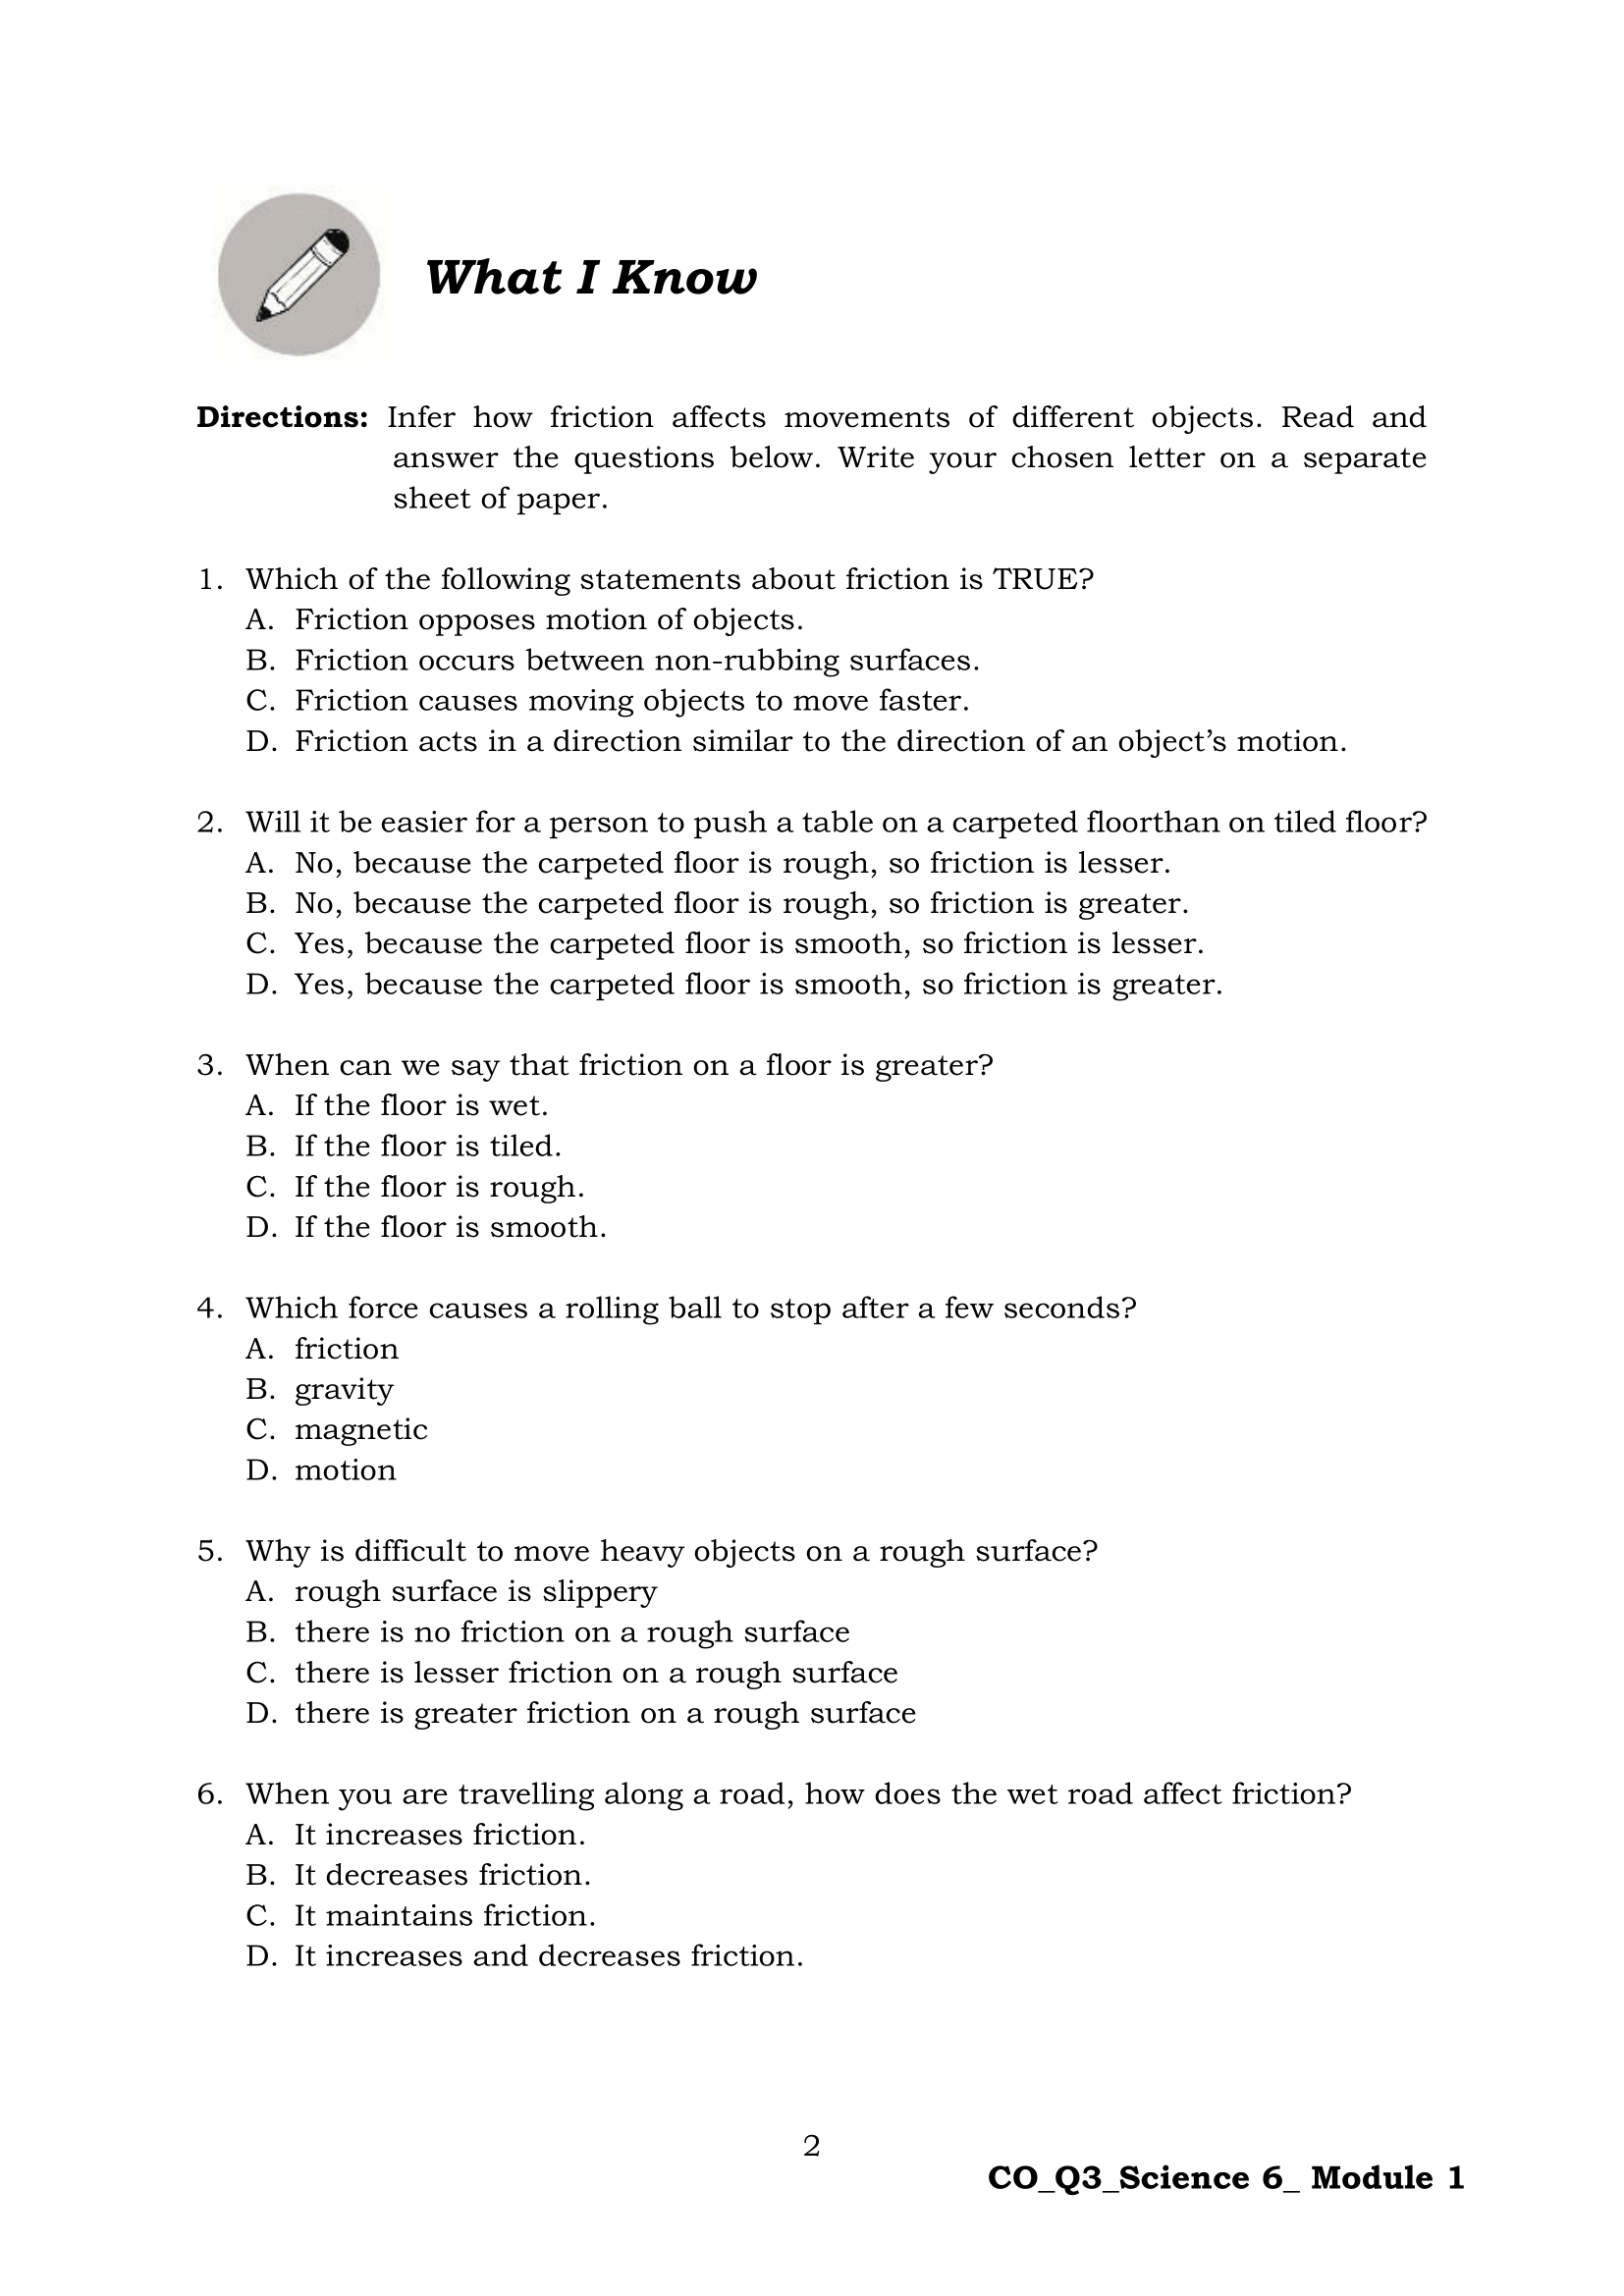 What I Know
Directions: Infer how friction affects movements of different objects. Read and
answer the questions below. Write your chosen letter on a separate
sheet of paper.
1. Which of the following statements about friction is TRUE?
A. Friction opposes motion of objects.
B. Friction occurs between non-rubbing surfaces.
C. Friction causes moving objects to move faster.
D. Friction acts in a direction similar to the direction of an object’s motion.
2. Will it be easier for a person to push a table on a carpeted floorthan on tiled floor?
A. No, because the carpeted floor is rough, so friction is lesser.
B. No, because the carpeted floor is rough, so friction is greater.
C. Yes, because the carpeted floor is smooth, so friction is lesser.
D. Yes, because the carpeted floor is smooth, so friction is greater.
3. When can we say that friction on a floor is greater?
A. If the floor is wet.
B. If the floor is tiled.
C. If the floor is rough.
D. If the floor is smooth.
4. Which force causes a rolling ball to stop after a few seconds?
A. friction
B. gravity
C. magnetic
D. motion
5. Why is difficult to move heavy objects on a rough surface?
A. rough surface is slippery
B. there is no friction on a rough surface
C. there is lesser friction on a rough surface
D. there is greater friction on a rough surface
6. When you are travelling along a road, how does the wet road affect friction?
A. It increases friction.
B. It decreases friction.
C. It maintains friction.
D. It increases and decreases friction.
2
CO_Q3_Science 6_ Module 1